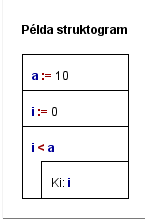 Példa struktogram
a := 10
i := 0
i < a
Ki: i